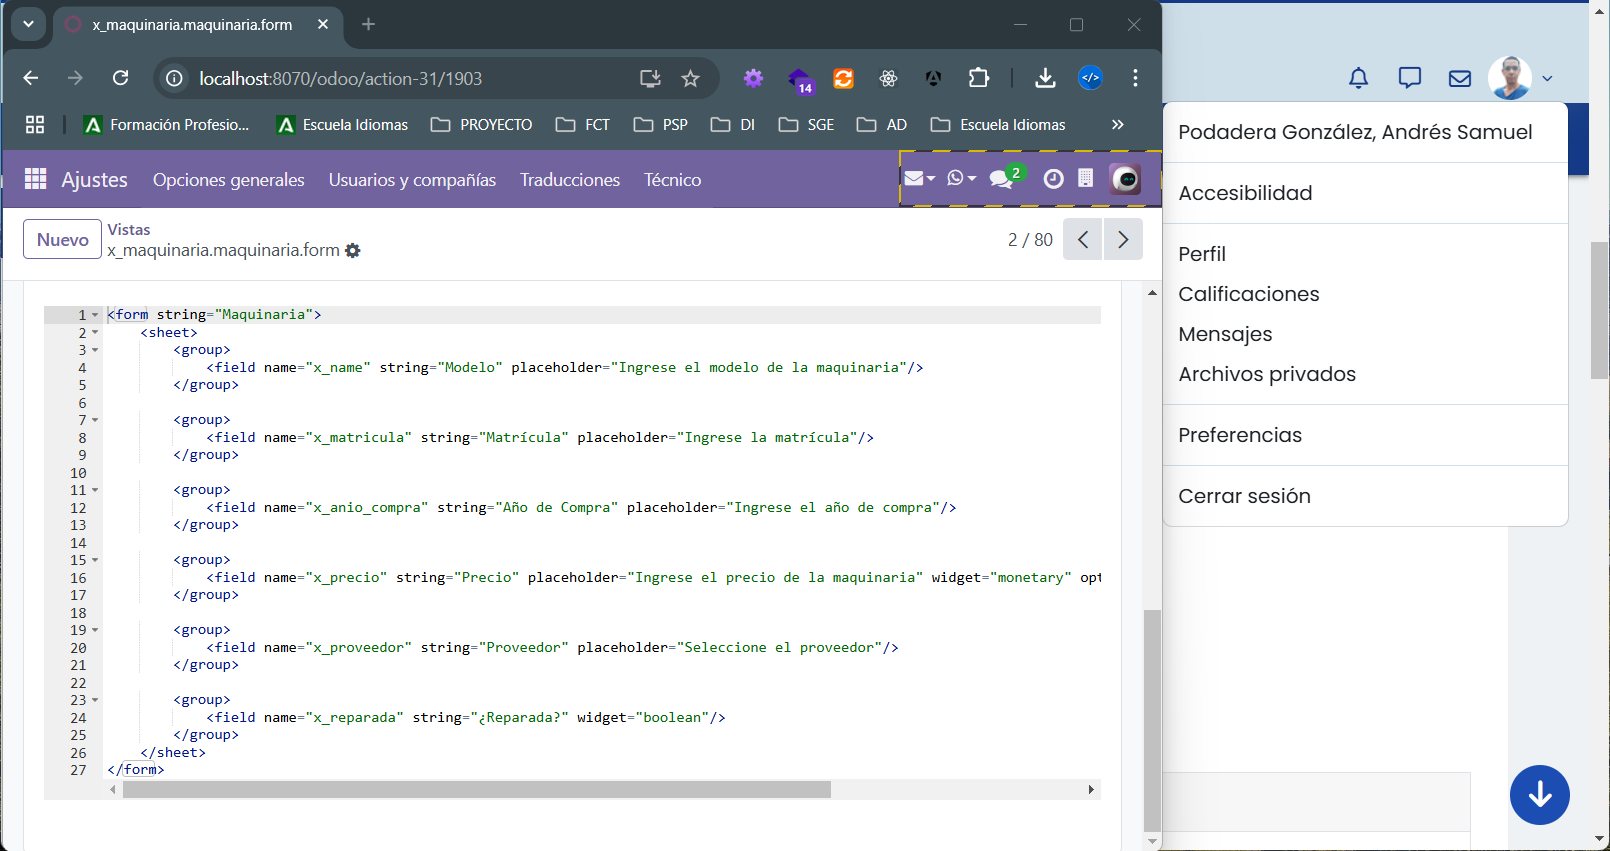 x_maquinaria.maquinaria.form
localhost:8070/odoo/action-31/1903
14
Formación Profesio...
Escuela Idiomas
PROYECTO
FCT
PSP
DI
SGE
AD
Escuela Idiomas
»
Ajustes
Opciones generales
Usuarios y compañías
Traducciones
Técnico
2
Nuevo
Vistas
x_maquinaria.maquinaria.form
2 / 80
1 <form string="Maquinaria">
2 <sheet>
3 <group>
4 <field name="x_name" string="Modelo" placeholder="Ingrese el modelo de la maquinaria"/>
5 </group>
6
7 <group>
8 <field name="x_matricula" string="Matrícula" placeholder="Ingrese la matrícula"/>
9 </group>
10
11 <group>
12 <field name="x_anio_compra" string="Año de Compra" placeholder="Ingrese el año de compra"/>
13 </group>
14
15 <group>
16 <field name="x_precio" string="Precio" placeholder="Ingrese el precio de la maquinaria" widget="monetary" opt
17 </group>
18
19 <group>
20 <field name="x_proveedor" string="Proveedor" placeholder="Seleccione el proveedor"/>
21 </group>
22
23 <group>
24 <field name="x_reparada" string="¿Reparada?" widget="boolean"/>
25 </group>
26 </sheet>
27 </form>
Podadera González, Andrés Samuel
Accesibilidad
Perfil
Calificaciones
Mensajes
Archivos privados
Preferencias
Cerrar sesión